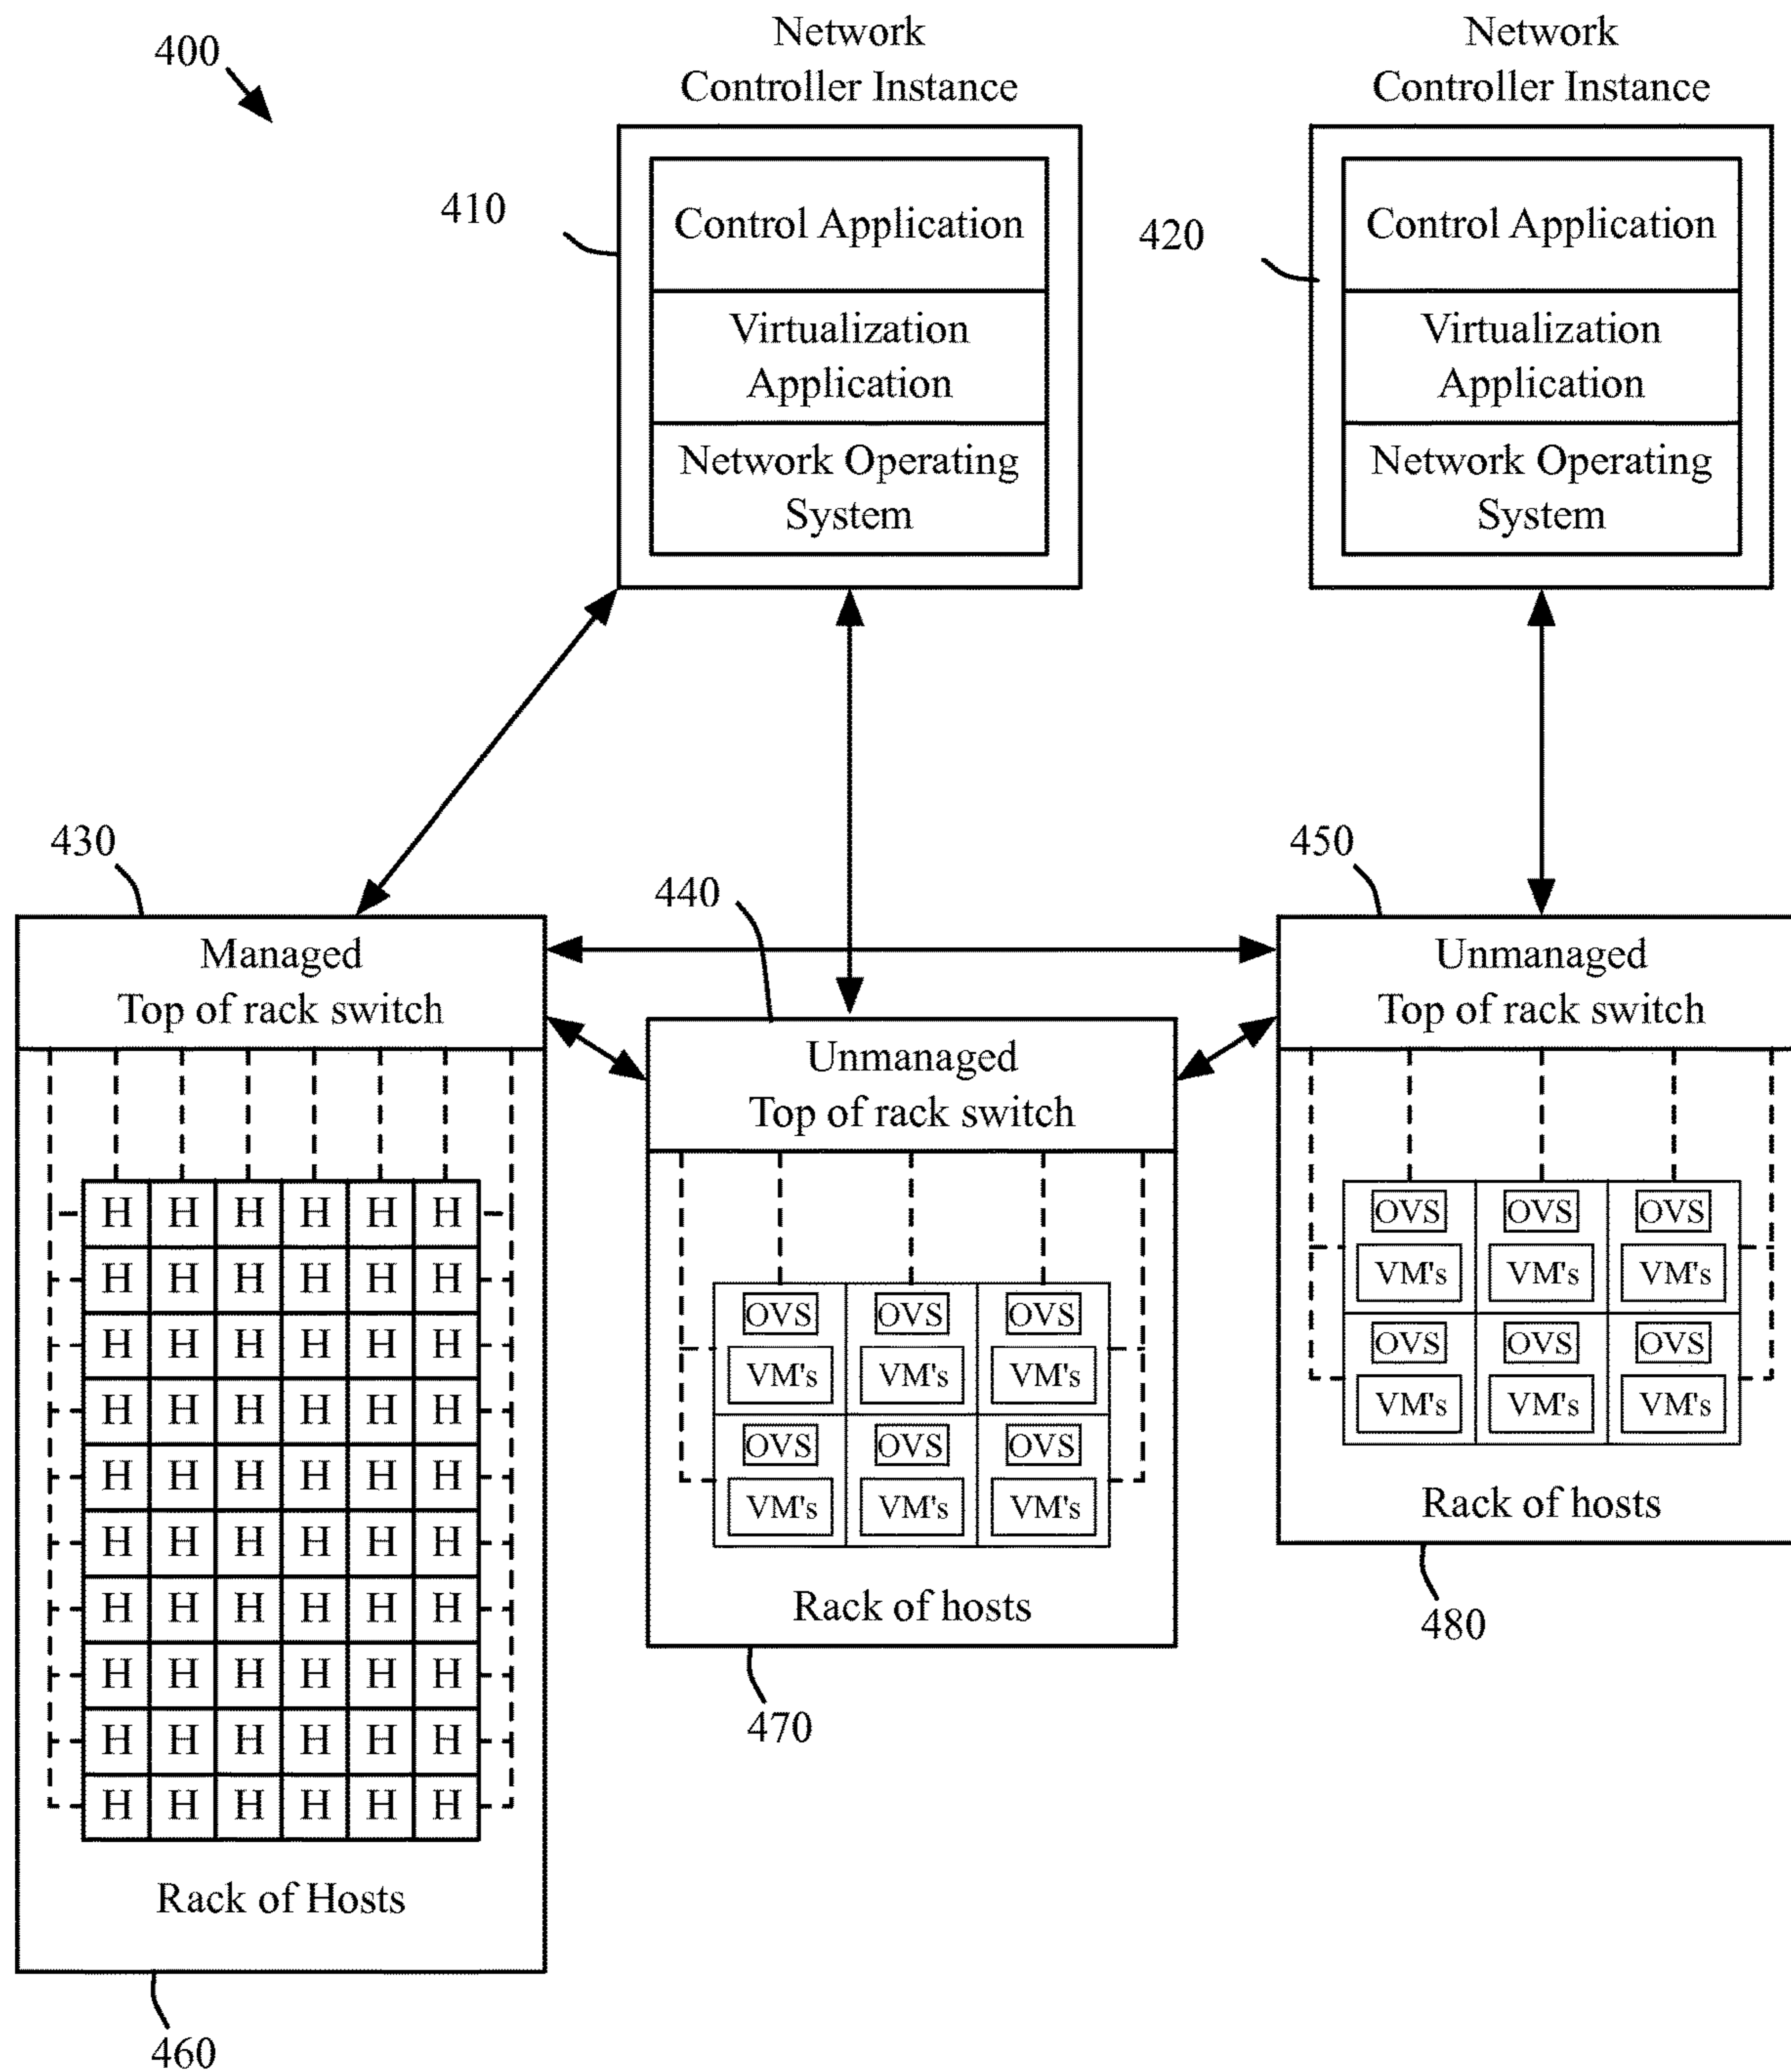 400
Network
Controller Instance
Network
Controller Instance
410
Control Application
Virtualization
Application
Network Operating
System
420
Control Application
Virtualization
Application
Network Operating
System
430
Managed
Top of rack switch
440
Unmanaged
Top of rack switch
450
Unmanaged
Top of rack switch
H H H H H H
H H H H H H
H H H H H H
H H H H H H
H H H H H H
H H H H H H
H H H H H H
H H H H H H
H H H H H H
H H H H H H
Rack of Hosts
460
OVS OVS OVS
VM's VM's VM's
OVS OVS OVS
VM's VM's VM's
Rack of hosts
470
OVS OVS OVS
VM's VM's VM's
OVS OVS OVS
VM's VM's VM's
Rack of hosts
480